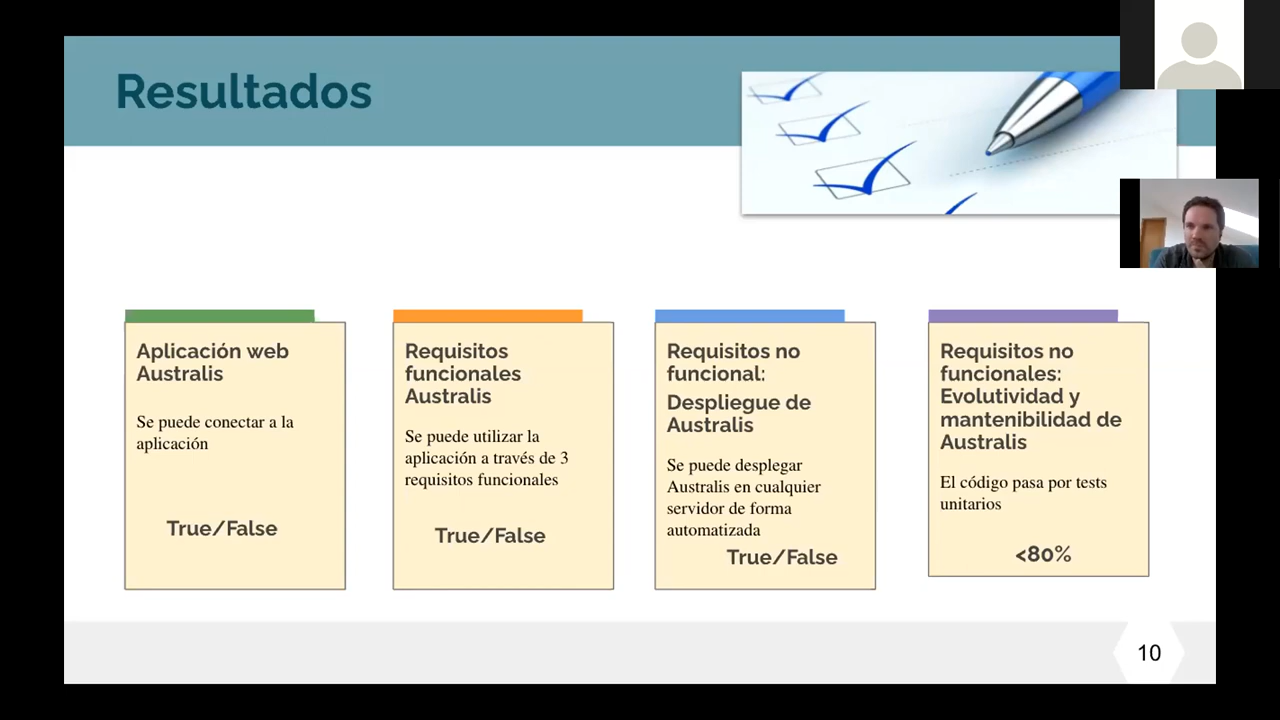 Resultados
Aplicación web
Australis
Se puede conectar a la
aplicación
True/False
Requisitos
funcionales
Australis
Se puede utilizar la
aplicación a través de 3
requisitos funcionales
True/False
Requisitos no
funcional:
Despliegue de
Australis
Se puede desplegar
Australis en cualquier
servidor de forma
automatizada
True/False
Requisitos no
funcionales:
Evolutividad y
mantenibilidad de
Australis
El código pasa por tests
unitarios
<80%
10